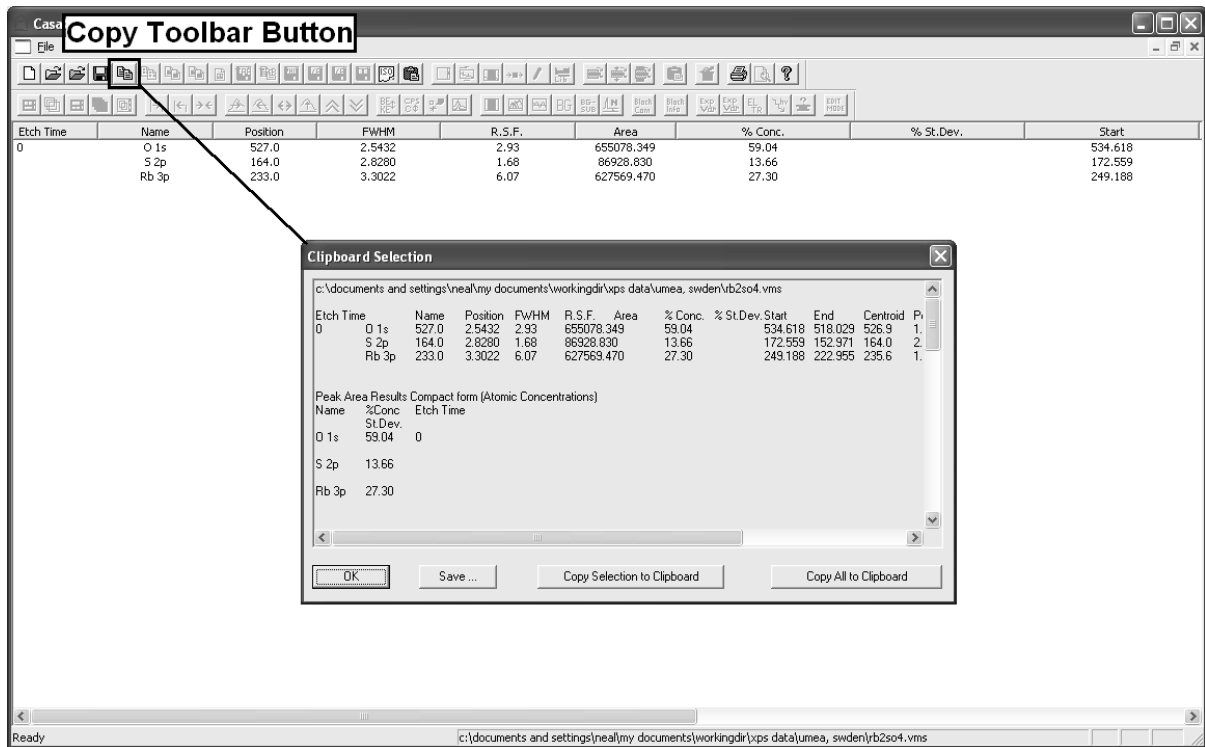 Casa
Copy Toolbar Button
File
Etch Time Name Position FWHM R.S.F. Area % Conc. % St.Dev. Start
0 O 1s 527.0 2.5432 2.93 655078.349 59.04 534.618
S 2p 164.0 2.8280 1.68 86928.830 13.66 172.559
Rb 3p 233.0 3.3022 6.07 627569.470 27.30 249.188
Clipboard Selection
c:\documents and settings\neal\my documents\workingdir\xps data\umea, swden\rb2so4.vms
Etch Time Name Position FWHM R.S.F. Area % Conc. % St.Dev. Start End Centroid
0 O 1s 527.0 2.5432 2.93 655078.349 59.04 534.618 518.029 526.9 1.
S 2p 164.0 2.8280 1.68 86928.830 13.66 172.559 152.971 164.0 2.
Rb 3p 233.0 3.3022 6.07 627569.470 27.30 249.188 222.955 235.6 1.
Peak Area Results Compact form (Atomic Concentrations)
Name %Conc Etch Time
St.Dev.
O 1s 59.04 0
S 2p 13.66
Rb 3p 27.30
OK Save ... Copy Selection to Clipboard Copy All to Clipboard
Ready c:\documents and settings\neal\my documents\workingdir\xps data\umea, swden\rb2so4.vms